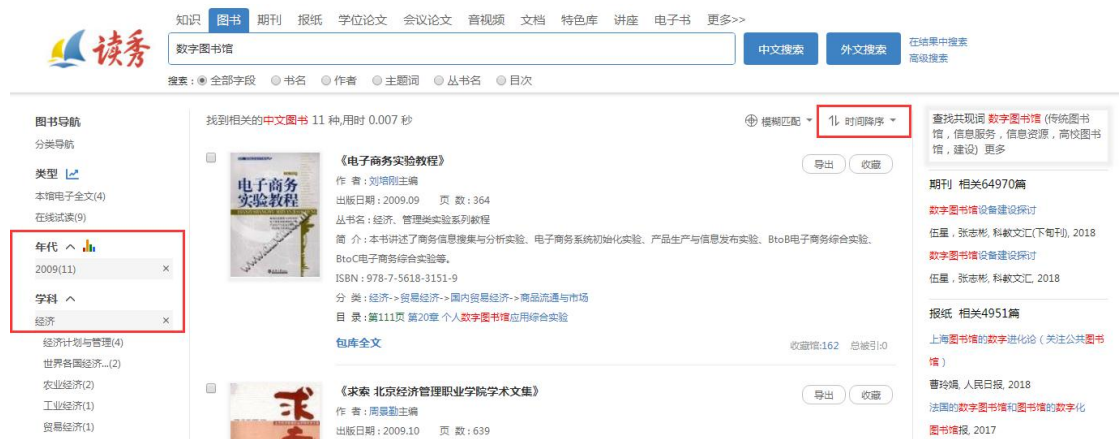 知识 图书 期刊 报纸 学位论文 会议论文 音视频 文档 特色库 讲座 电子书 更多>>
读秀
数字图书馆
中文搜索 外文搜索
在结果中搜索
高级搜索
搜索：全部字段 书名 作者 主题词 丛书名 目次
图书导航
分类导航
类型
本馆电子全文(4)
在线试读(9)
年代
2009(11) ×
学科
经济 ×
经济计划与管理(4)
世界各国经济...(2)
农业经济(2)
工业经济(1)
贸易经济(1)
找到相关的中文图书 11 种,用时 0.007 秒
模糊匹配 时间降序
电子商务
实验教程
《电子商务实验教程》
导出 收藏
作 者：刘培刚主编
出版日期：2009.09 页 数：364
丛书名：经济、管理类实验系列教程
简 介：本书讲述了商务信息搜集与分析实验、电子商务系统初始化实验、产品生产与信息发布实验、BtoB电子商务综合实验、
BtoC电子商务综合实验等。
ISBN：978-7-5618-3151-9
分 类：经济->贸易经济->国内贸易经济->商品流通与市场
目 录：第111页 第20章 个人数字图书馆应用综合实验
包库全文
收藏馆:162 总被引:0
求
《求索 北京经济管理职业学院学术文集》
导出 收藏
作 者：周景勤主编
出版日期：2009.10 页 数：639
查找共现词 数字图书馆 (传统图书
馆，信息服务，信息资源，高校图书
馆，建设) 更多
期刊 相关64970篇
数字图书馆设备建设探讨
伍星，张志彬, 科教文汇(下旬刊), 2018
数字图书馆设备建设探讨
伍星，张志彬, 科教文汇, 2018
报纸 相关4951篇
上海图书馆的数字进化论（关注公共图书
馆）
曹玲娟, 人民日报, 2018
法国的数字图书馆和图书馆的数字化
图书馆报, 2017